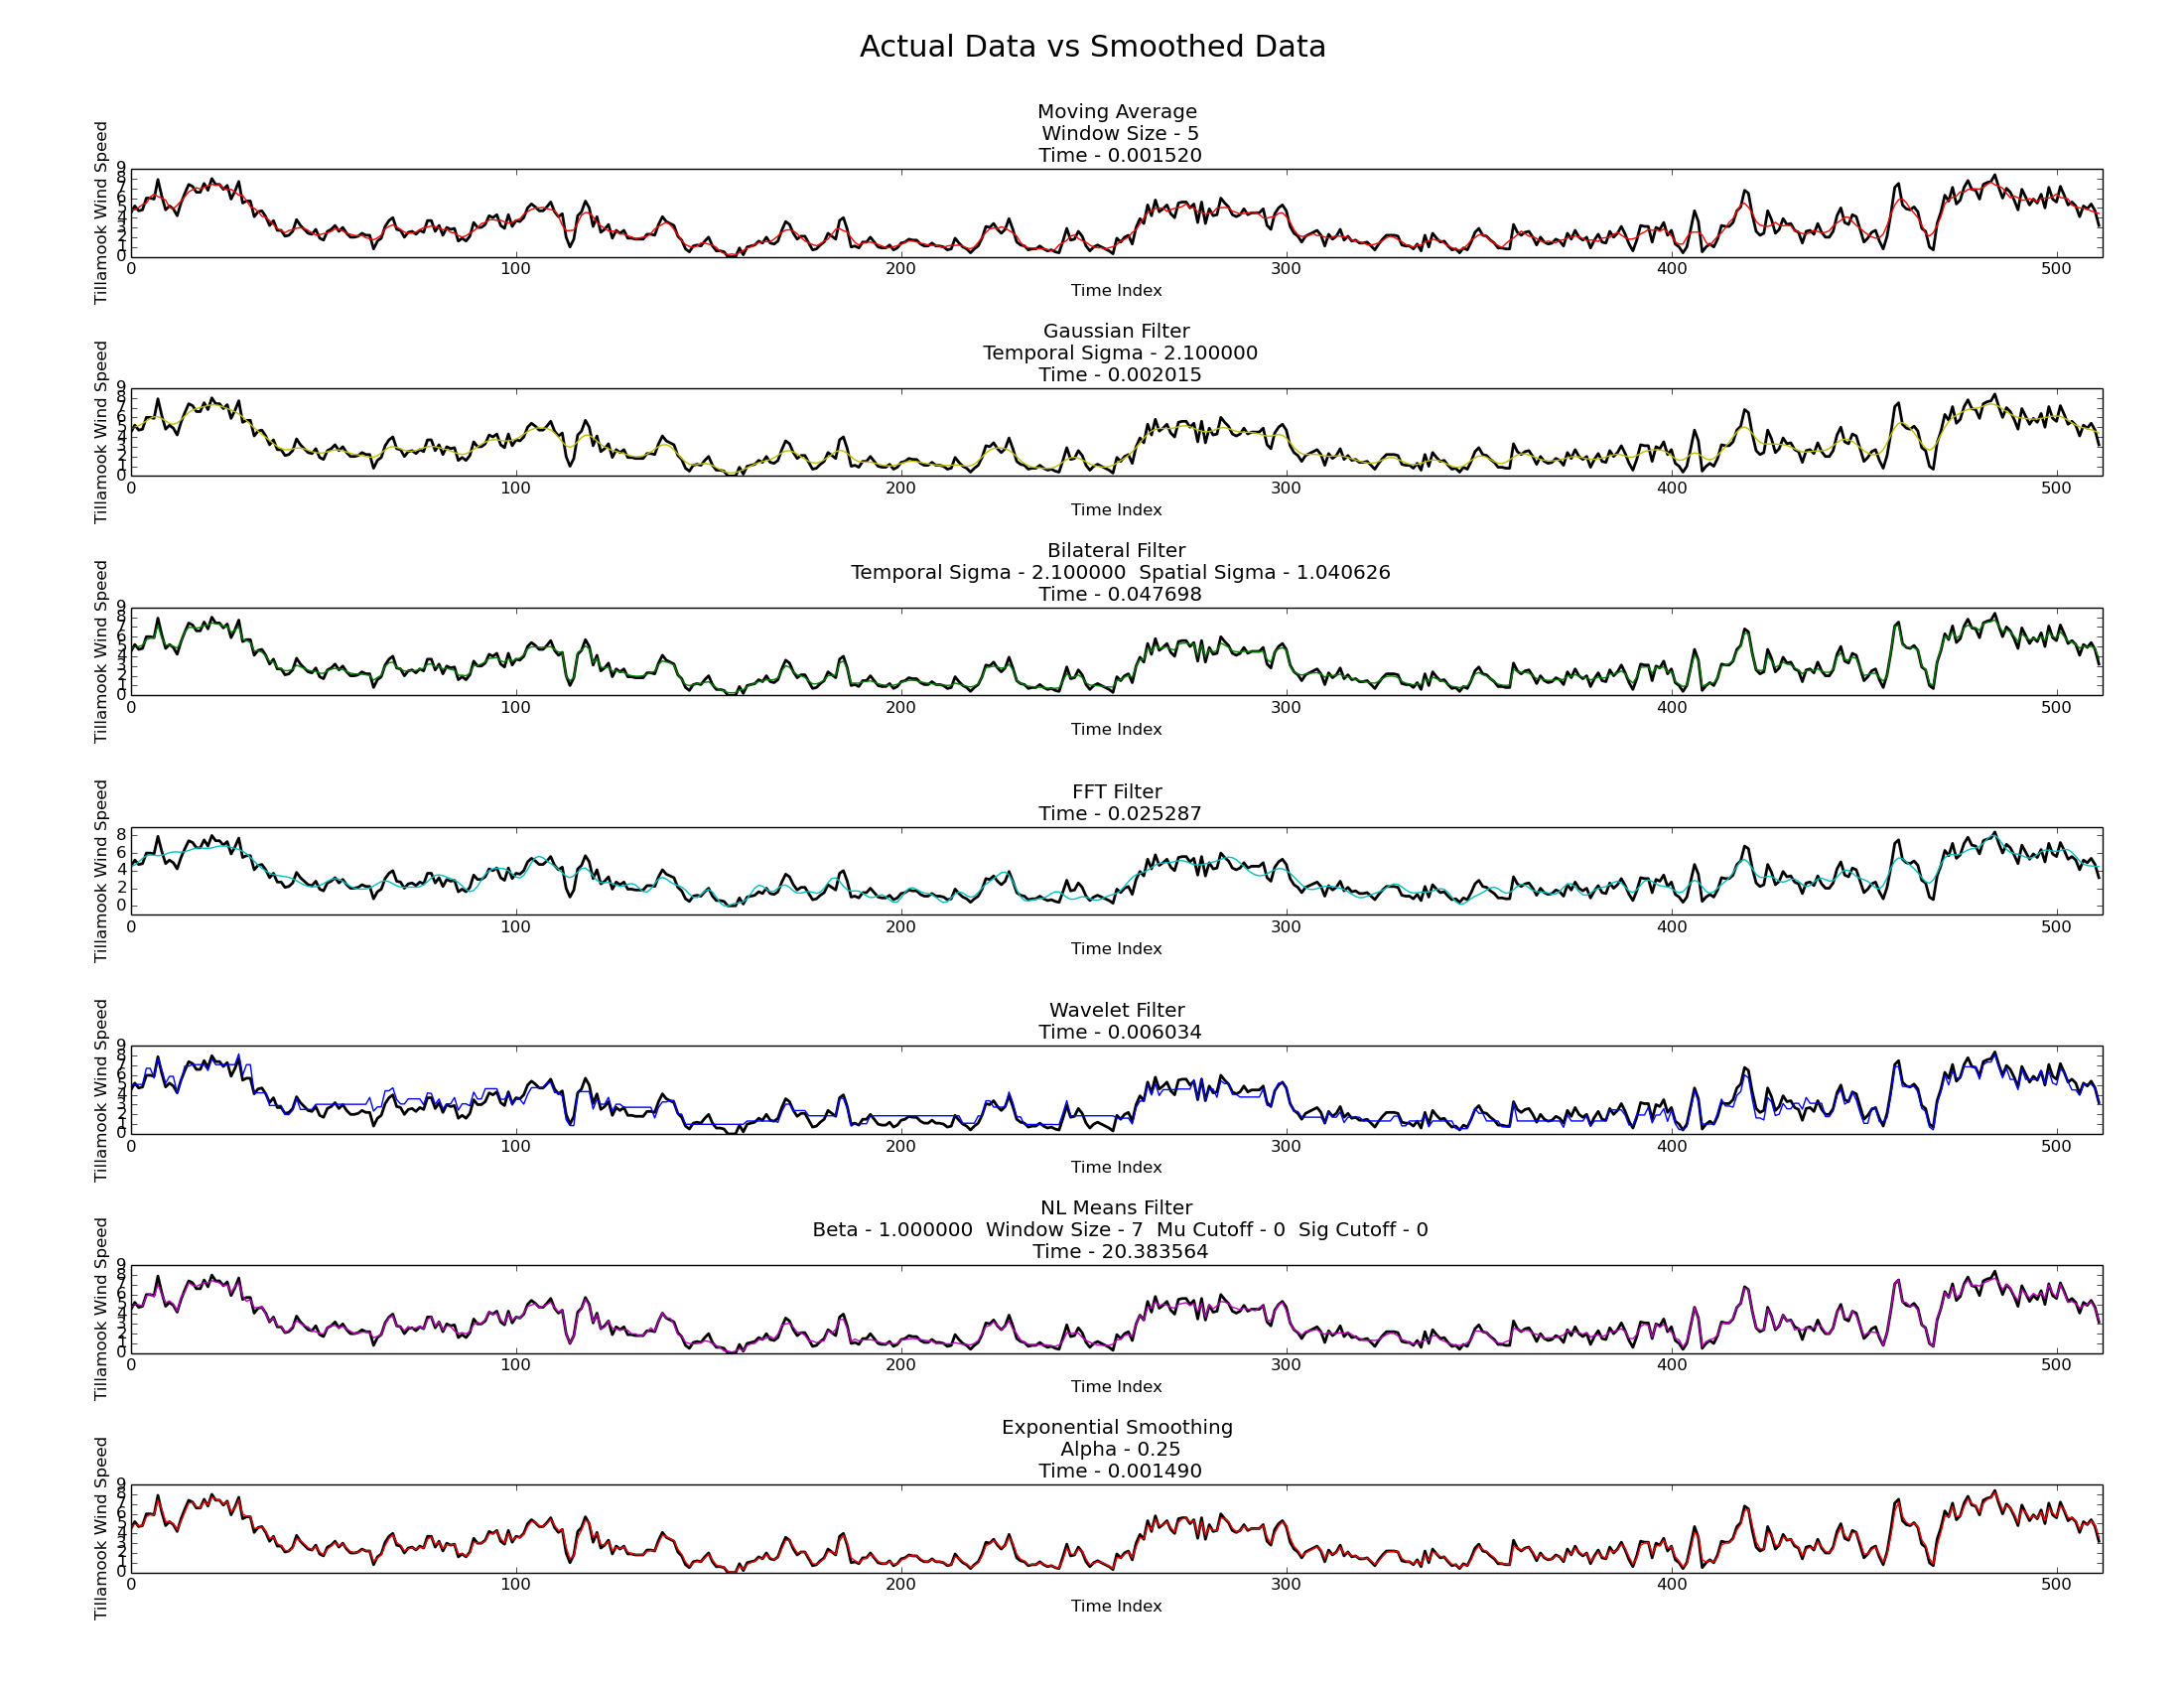 Actual Data vs Smoothed Data
Moving Average
Window Size - 5
Time - 0.001520
Tillamook Wind Speed
9
8
7
6
5
4
3
2
1
0
0 100 200 300 400 500
Time Index
Gaussian Filter
Temporal Sigma - 2.100000
Time - 0.002015
Tillamook Wind Speed
9
8
7
6
5
4
3
2
1
0
0 100 200 300 400 500
Time Index
Bilateral Filter
Temporal Sigma - 2.100000 Spatial Sigma - 1.040626
Time - 0.047698
Tillamook Wind Speed
9
8
7
6
5
4
3
2
1
0
0 100 200 300 400 500
Time Index
FFT Filter
Time - 0.025287
Tillamook Wind Speed
8
6
4
2
0
0 100 200 300 400 500
Time Index
Wavelet Filter
Time - 0.006034
Tillamook Wind Speed
9
8
7
6
5
4
3
2
1
0
0 100 200 300 400 500
Time Index
NL Means Filter
Beta - 1.000000 Window Size - 7 Mu Cutoff - 0 Sig Cutoff - 0
Time - 20.383564
Tillamook Wind Speed
9
8
7
6
5
4
3
2
1
0
0 100 200 300 400 500
Time Index
Exponential Smoothing
Alpha - 0.25
Time - 0.001490
Tillamook Wind Speed
9
8
7
6
5
4
3
2
1
0
0 100 200 300 400 500
Time Index